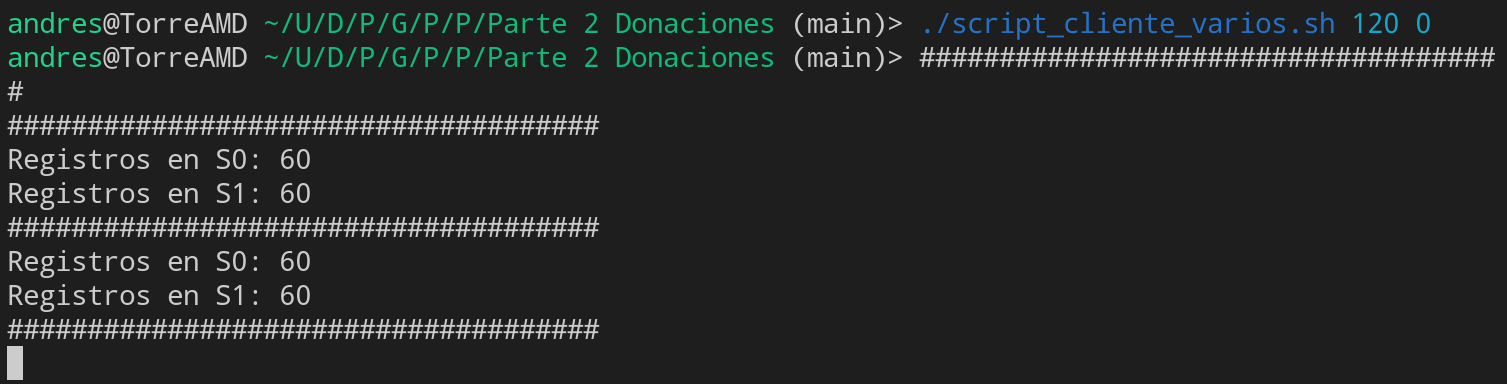 andres@TorreAMD ~/U/D/P/G/P/P/Parte 2 Donaciones (main)> ./script_cliente_varios.sh 120 0
andres@TorreAMD ~/U/D/P/G/P/P/Parte 2 Donaciones (main)> ####################################
#
#####################################
Registros en S0: 60
Registros en S1: 60
#####################################
Registros en S0: 60
Registros en S1: 60
#####################################